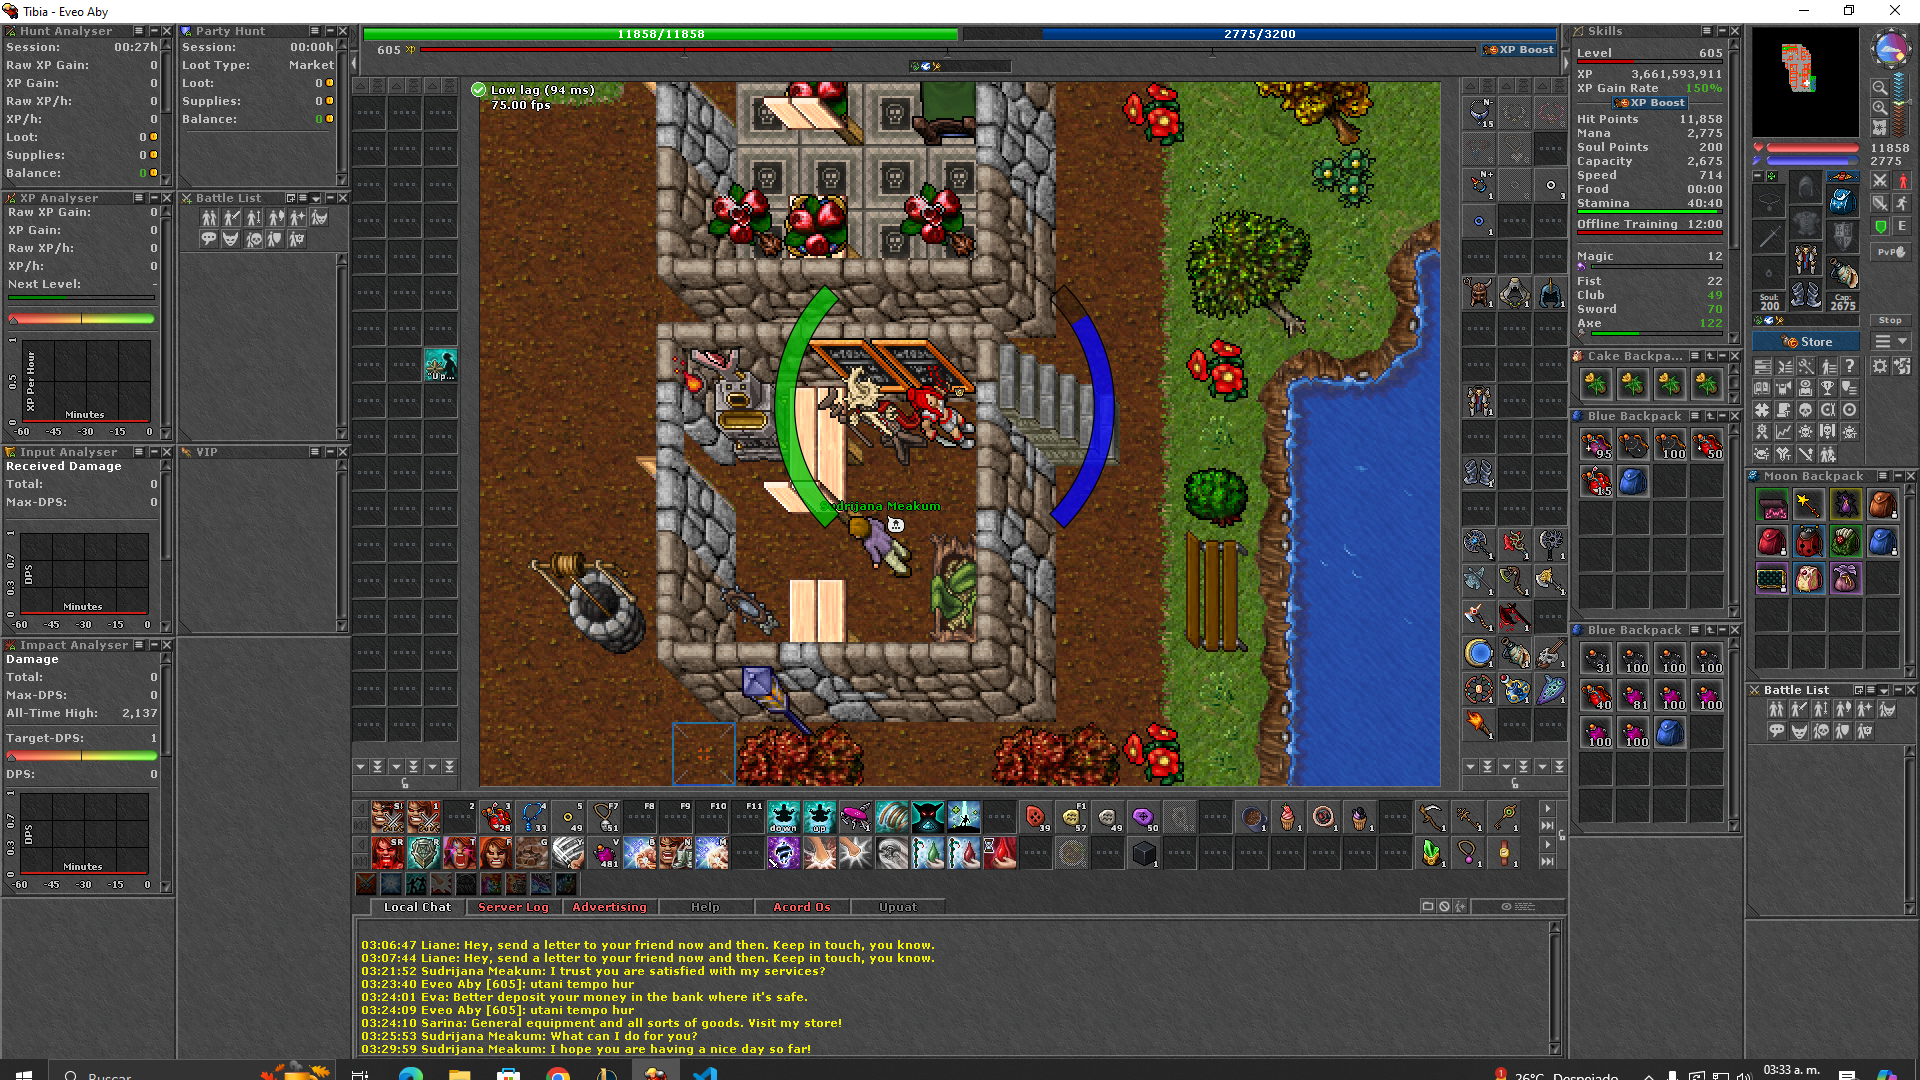 Tibia - Eveo Aby
Hunt Analyser
Session: 00:27h
Raw XP Gain: 0
XP Gain: 0
Raw XP/h: 0
XP/h: 0
Loot: 0
Supplies: 0
Balance: 0
Party Hunt
Session: 00:00h
Loot Type: Market
Loot: 0
Supplies: 0
Balance: 0
XP Analyser
Raw XP Gain: 0
XP Gain: 0
Raw XP/h: 0
XP/h: 0
Next Level: -
XP Per Hour
Minutes
-60 -45 -30 -15 0
Battle List
Input Analyser
Received Damage
Total: 0
Max-DPS: 0
DPS
Minutes
-60 -45 -30 -15 0
VIP
Impact Analyser
Damage
Total: 0
Max-DPS: 0
All-Time High: 2,137
Target-DPS: 1
DPS: 0
DPS
Minutes
-60 -45 -30 -15 0
11858/11858
2775/3200
605 XP
XP Boost
Low lag (94 ms)
75.00 fps
Sudrijana Meakum
"Up...
down
up
Local Chat
Server Log
Advertising
Help
Acord Os
Upuat
03:06:47 Liane: Hey, send a letter to your friend now and then. Keep in touch, you know.
03:07:44 Liane: Hey, send a letter to your friend now and then. Keep in touch, you know.
03:21:52 Sudrijana Meakum: I trust you are satisfied with my services?
03:23:40 Eveo Aby [605]: utani tempo hur
03:24:01 Eva: Better deposit your money in the bank where it's safe.
03:24:09 Eveo Aby [605]: utani tempo hur
03:24:10 Sarina: General equipment and all sorts of goods. Visit my store!
03:25:53 Sudrijana Meakum: What can I do for you?
03:29:59 Sudrijana Meakum: I hope you are having a nice day so far!
Skills
Level 605
XP 3,661,593,911
XP Gain Rate 150%
XP Boost
Hit Points 11,858
Mana 2,775
Soul Points 200
Capacity 2,675
Speed 714
Food 00:00
Stamina 40:40
Offline Training 12:00
Magic 12
Fist 22
Club 49
Sword 70
Axe 122
Cake Backpa...
Blue Backpack
95 100 50
15
Blue Backpack
31 100 100 100
40 81 100 100
100 100
11858
2775
Soul: 200
Cap: 2675
PvP
Stop
Store
Moon Backpack
Battle List
Buscar
26°C Despejado
03:33 a. m.